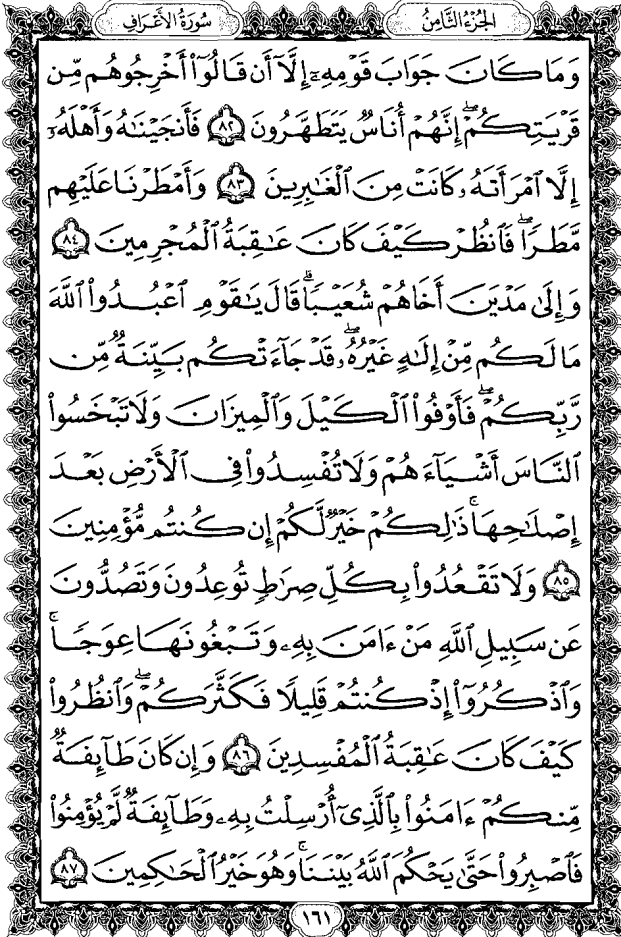 الجُزْءُ الثَّامِنُ
سُورَةُ الأَعْرَافِ
وَمَا كَانَ جَوَابَ قَوْمِهِۦٓ إِلَّآ أَن قَالُوٓا۟ أَخْرِجُوهُم مِّن
قَرْيَتِكُمْ ۖ إِنَّهُمْ أُنَاسٌ يَتَطَهَّرُونَ ٨٢ فَأَنجَيْنَٰهُ وَأَهْلَهُۥٓ
إِلَّا ٱمْرَأَتَهُۥ كَانَتْ مِنَ ٱلْغَٰبِرِينَ ٨٣ وَأَمْطَرْنَا عَلَيْهِم
مَّطَرًا ۖ فَٱنظُرْ كَيْفَ كَانَ عَٰقِبَةُ ٱلْمُجْرِمِينَ ٨٤
وَإِلَىٰ مَدْيَنَ أَخَاهُمْ شُعَيْبًا ۗ قَالَ يَٰقَوْمِ ٱعْبُدُوا۟ ٱللَّهَ
مَا لَكُم مِّنْ إِلَٰهٍ غَيْرُهُۥ ۖ قَدْ جَآءَتْكُم بَيِّنَةٌ مِّن
رَّبِّكُمْ ۖ فَأَوْفُوا۟ ٱلْكَيْلَ وَٱلْمِيزَانَ وَلَا تَبْخَسُوا۟
ٱلنَّاسَ أَشْيَآءَهُمْ وَلَا تُفْسِدُوا۟ فِى ٱلْأَرْضِ بَعْدَ
إِصْلَٰحِهَا ۚ ذَٰلِكُمْ خَيْرٌ لَّكُمْ إِن كُنتُم مُّؤْمِنِينَ
٨٥ وَلَا تَقْعُدُوا۟ بِكُلِّ صِرَٰطٍ تُوعِدُونَ وَتَصُدُّونَ
عَن سَبِيلِ ٱللَّهِ مَنْ ءَامَنَ بِهِۦ وَتَبْغُونَهَا عِوَجًا ۚ
وَٱذْكُرُوٓا۟ إِذْ كُنتُمْ قَلِيلًا فَكَثَّرَكُمْ ۖ وَٱنظُرُوا۟
كَيْفَ كَانَ عَٰقِبَةُ ٱلْمُفْسِدِينَ ٨٦ وَإِن كَانَ طَآئِفَةٌ
مِّنكُمْ ءَامَنُوا۟ بِٱلَّذِىٓ أُرْسِلْتُ بِهِۦ وَطَآئِفَةٌ لَّمْ يُؤْمِنُوا۟
فَٱصْبِرُوا۟ حَتَّىٰ يَحْكُمَ ٱللَّهُ بَيْنَنَا ۚ وَهُوَ خَيْرُ ٱلْحَٰكِمِينَ ٨٧
١٦١